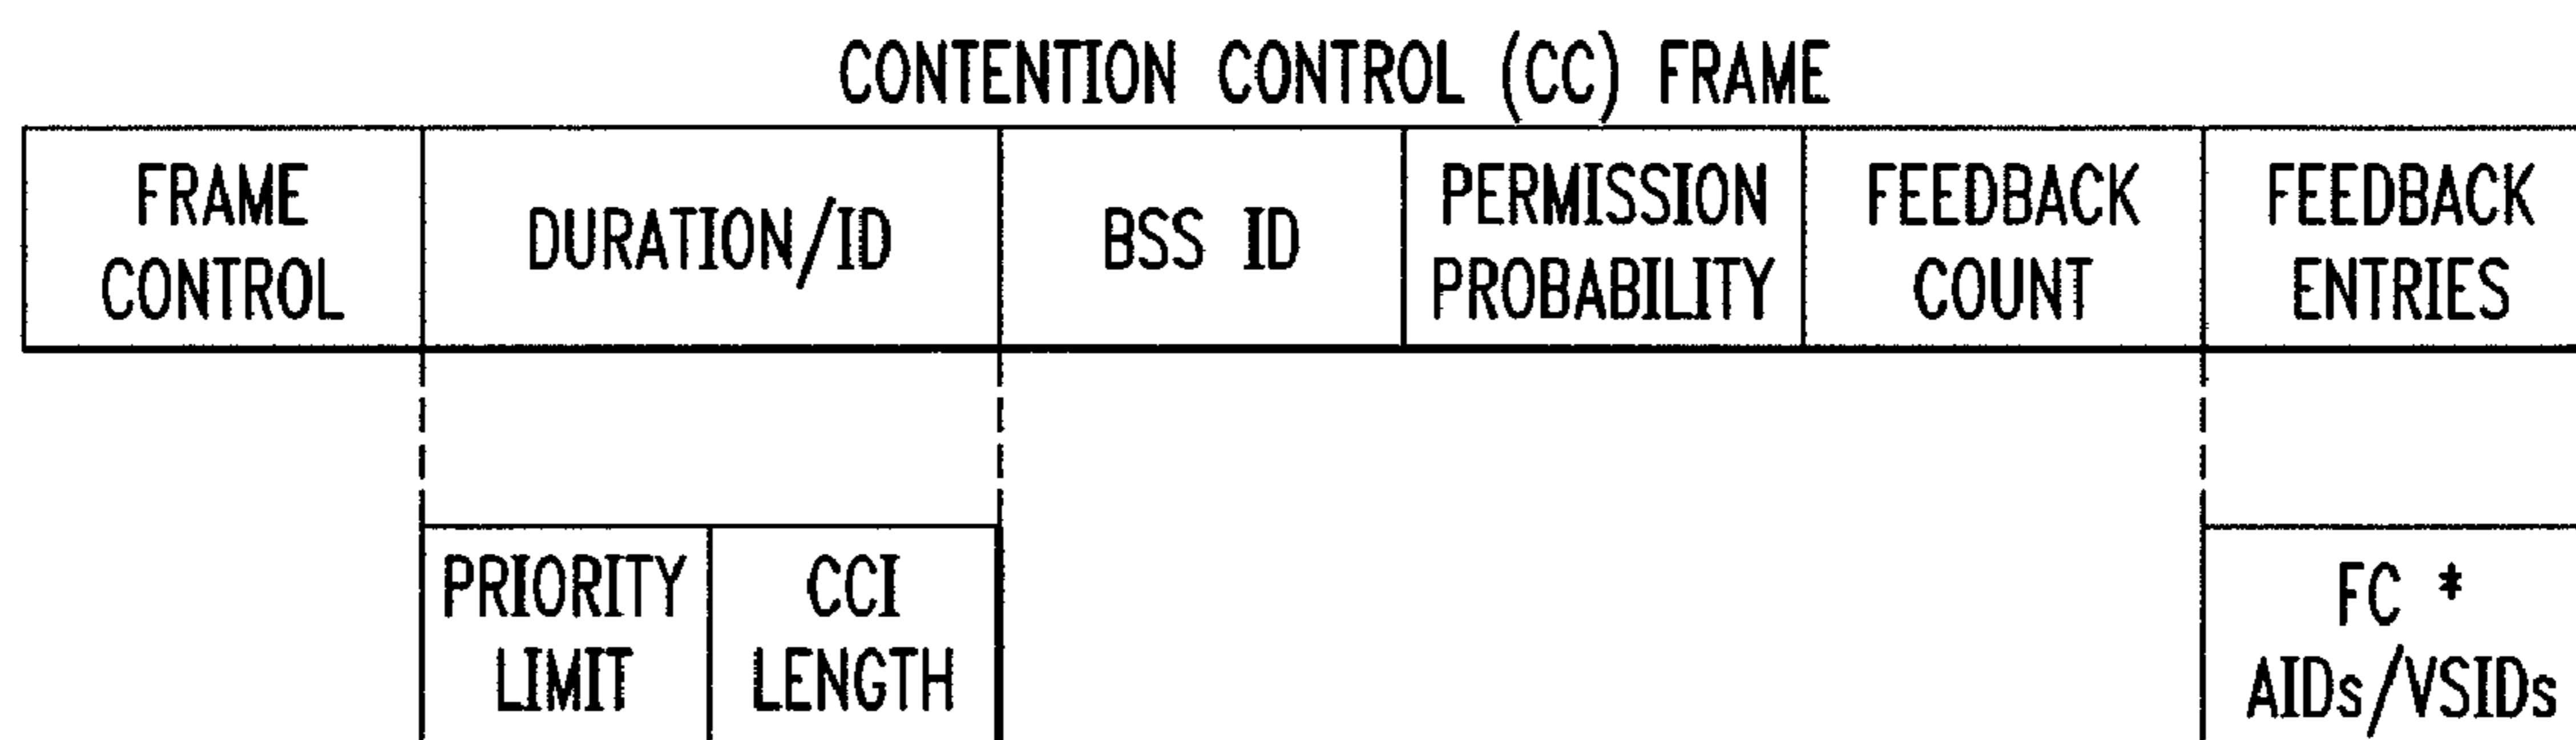 CONTENTION CONTROL (CC) FRAME
FRAME
CONTROL
DURATION/ID
BSS ID
PERMISSION
PROBABILITY
FEEDBACK
COUNT
FEEDBACK
ENTRIES
PRIORITY
LIMIT
CCI
LENGTH
FC *
AIDs/VSIDs